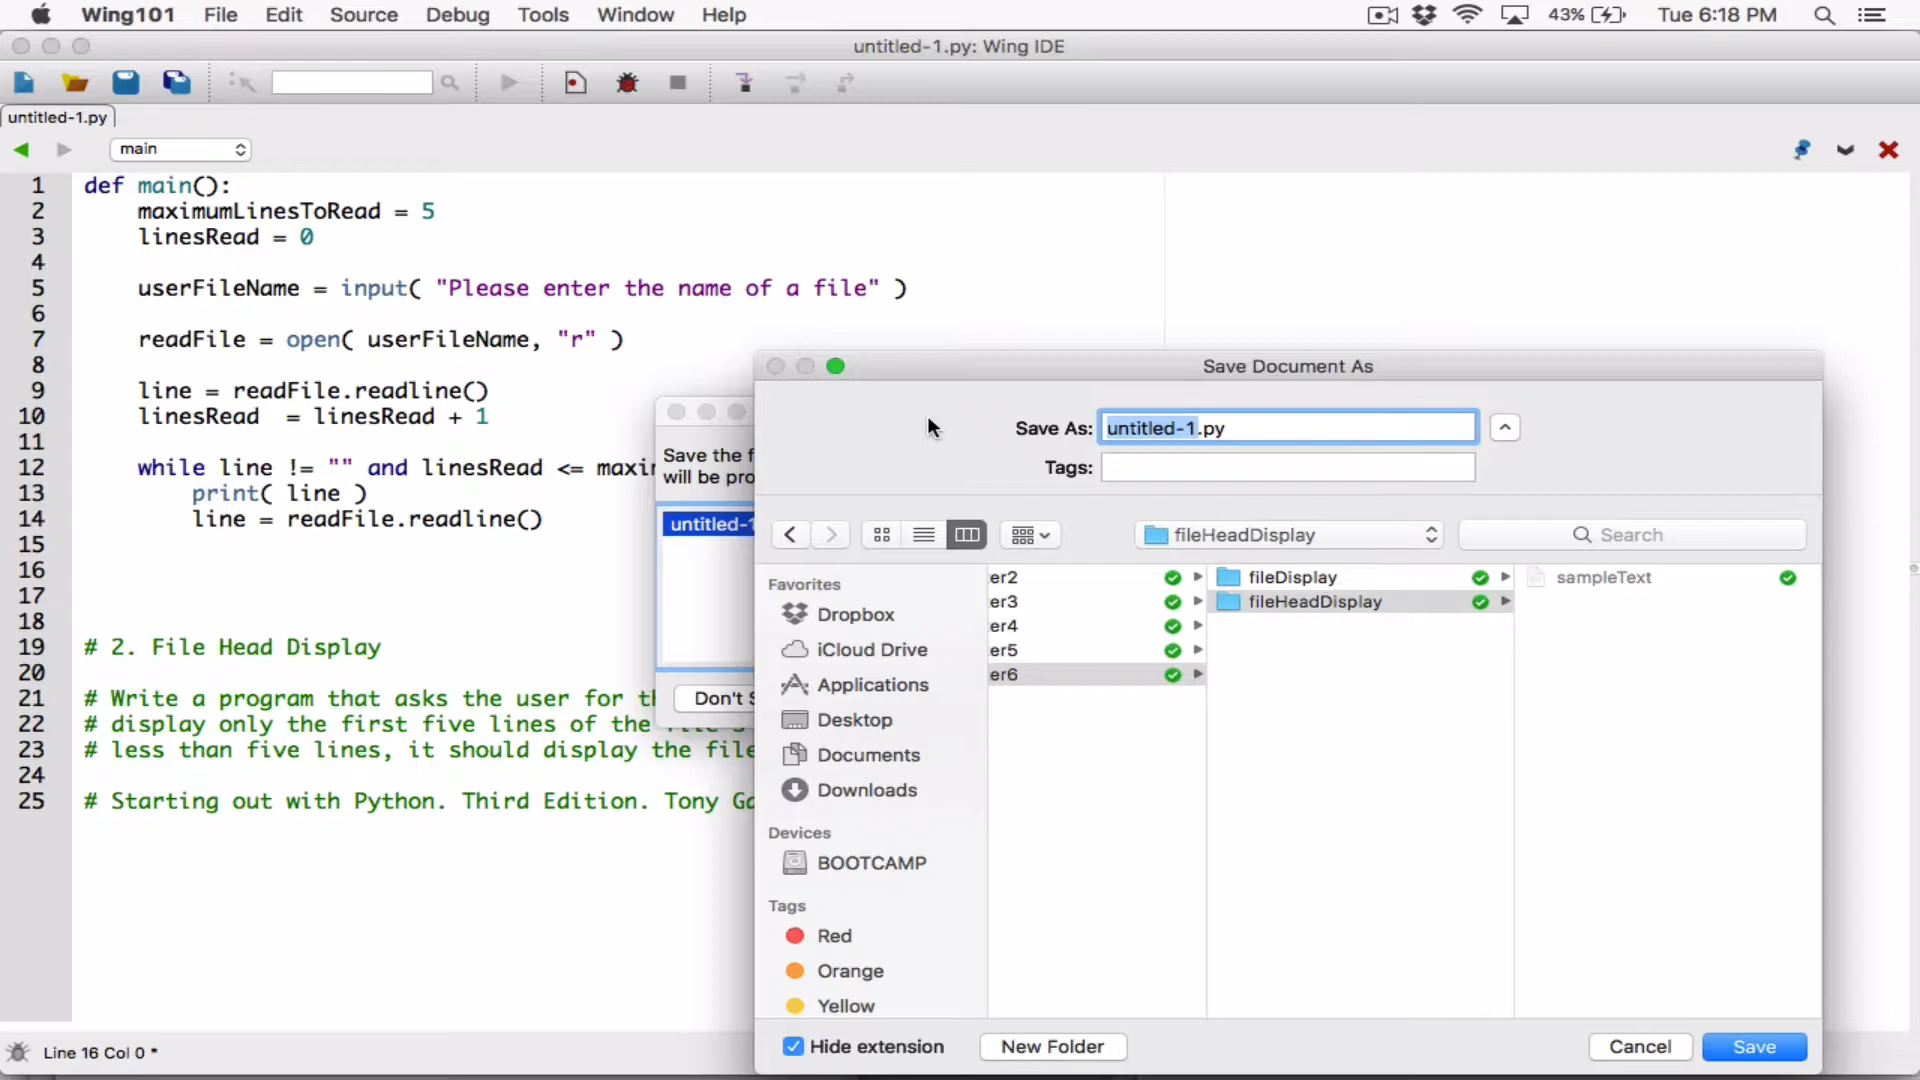 Wing101 File Edit Source Debug Tools Window Help 43% Tue 6:18 PM
untitled-1.py: Wing IDE
untitled-1.py
main
1 def main():
2 maximumLinesToRead = 5
3 linesRead = 0
4
5 userFileName = input( "Please enter the name of a file" )
6
7 readFile = open( userFileName, "r" )
8
9 line = readFile.readline()
10 linesRead = linesRead + 1
11
12 while line != "" and linesRead <= maxim
13 print( line )
14 line = readFile.readline()
15
16
17
18
19 # 2. File Head Display
20
21 # Write a program that asks the user for th
22 # display only the first five lines of the
23 # less than five lines, it should display the file
24
25 # Starting out with Python. Third Edition. Tony Ga
Line 16 Col 0 *
Save the f
will be pro
untitled-1
Don't S
Save Document As
Save As: untitled-1.py
Tags:
fileHeadDisplay
Search
Favorites
Dropbox
iCloud Drive
Applications
Desktop
Documents
Downloads
Devices
BOOTCAMP
Tags
Red
Orange
Yellow
er2
er3
er4
er5
er6
fileDisplay
fileHeadDisplay
sampleText
Hide extension New Folder Cancel Save